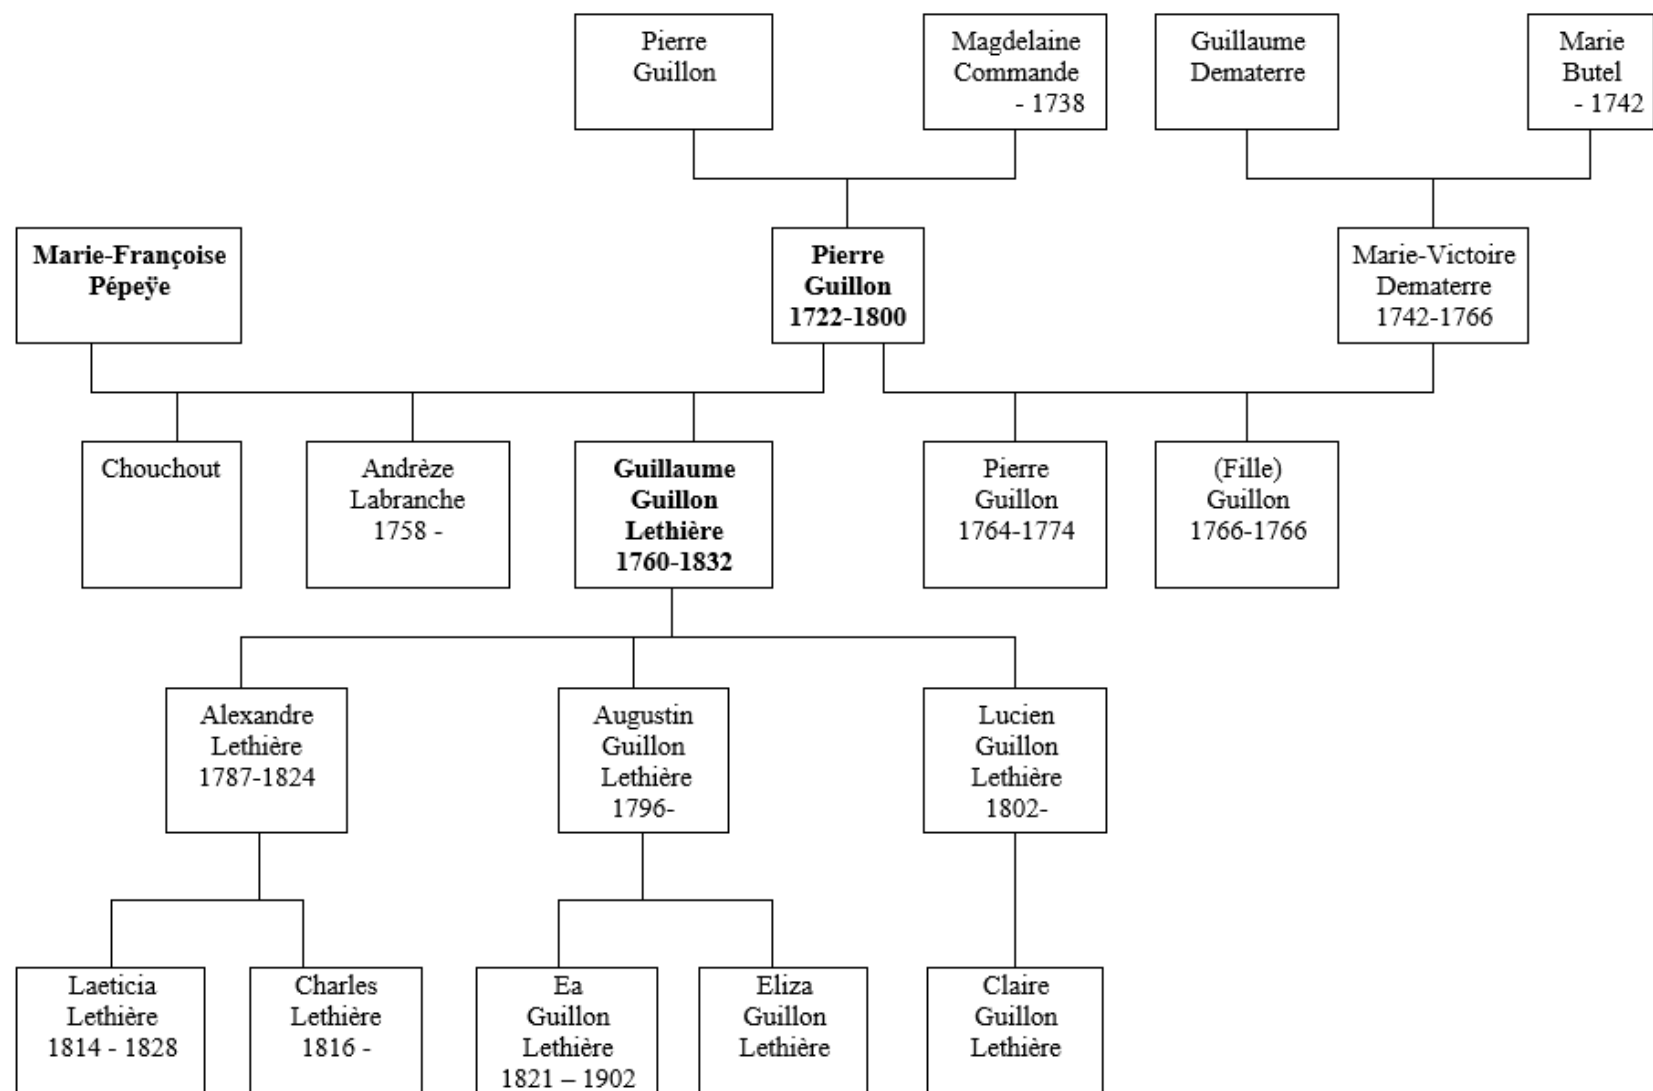 Pierre
Guillon
Magdelaine
Commande
- 1738
Guillaume
Dematerre
Marie
Butel
- 1742
Marie-Françoise
Pépeÿe
Pierre
Guillon
1722-1800
Marie-Victoire
Dematerre
1742-1766
Chouchout
Andrèze
Labranche
1758 -
Guillaume
Guillon
Lethière
1760-1832
Pierre
Guillon
1764-1774
(Fille)
Guillon
1766-1766
Alexandre
Lethière
1787-1824
Augustin
Guillon
Lethière
1796-
Lucien
Guillon
Lethière
1802-
Laeticia
Lethière
1814 - 1828
Charles
Lethière
1816 -
Ea
Guillon
Lethière
1821 – 1902
Eliza
Guillon
Lethière
Claire
Guillon
Lethière